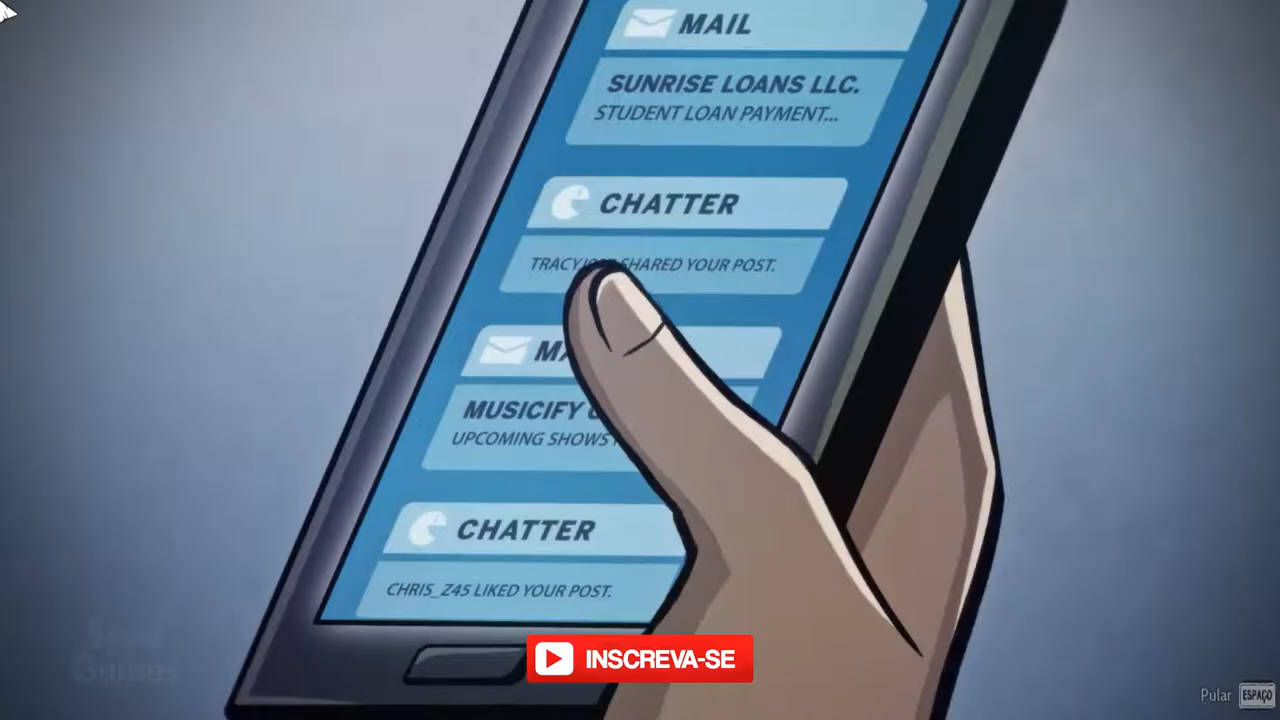 MAIL
SUNRISE LOANS LLC.
STUDENT LOAN PAYMENT...
CHATTER
SHARED YOUR POST.
MUSICIFY
UPCOMING SHOWS
CHATTER
CHRIS_Z45 LIKED YOUR POST.
INSCREVA-SE
Games
Pular ESPAÇO